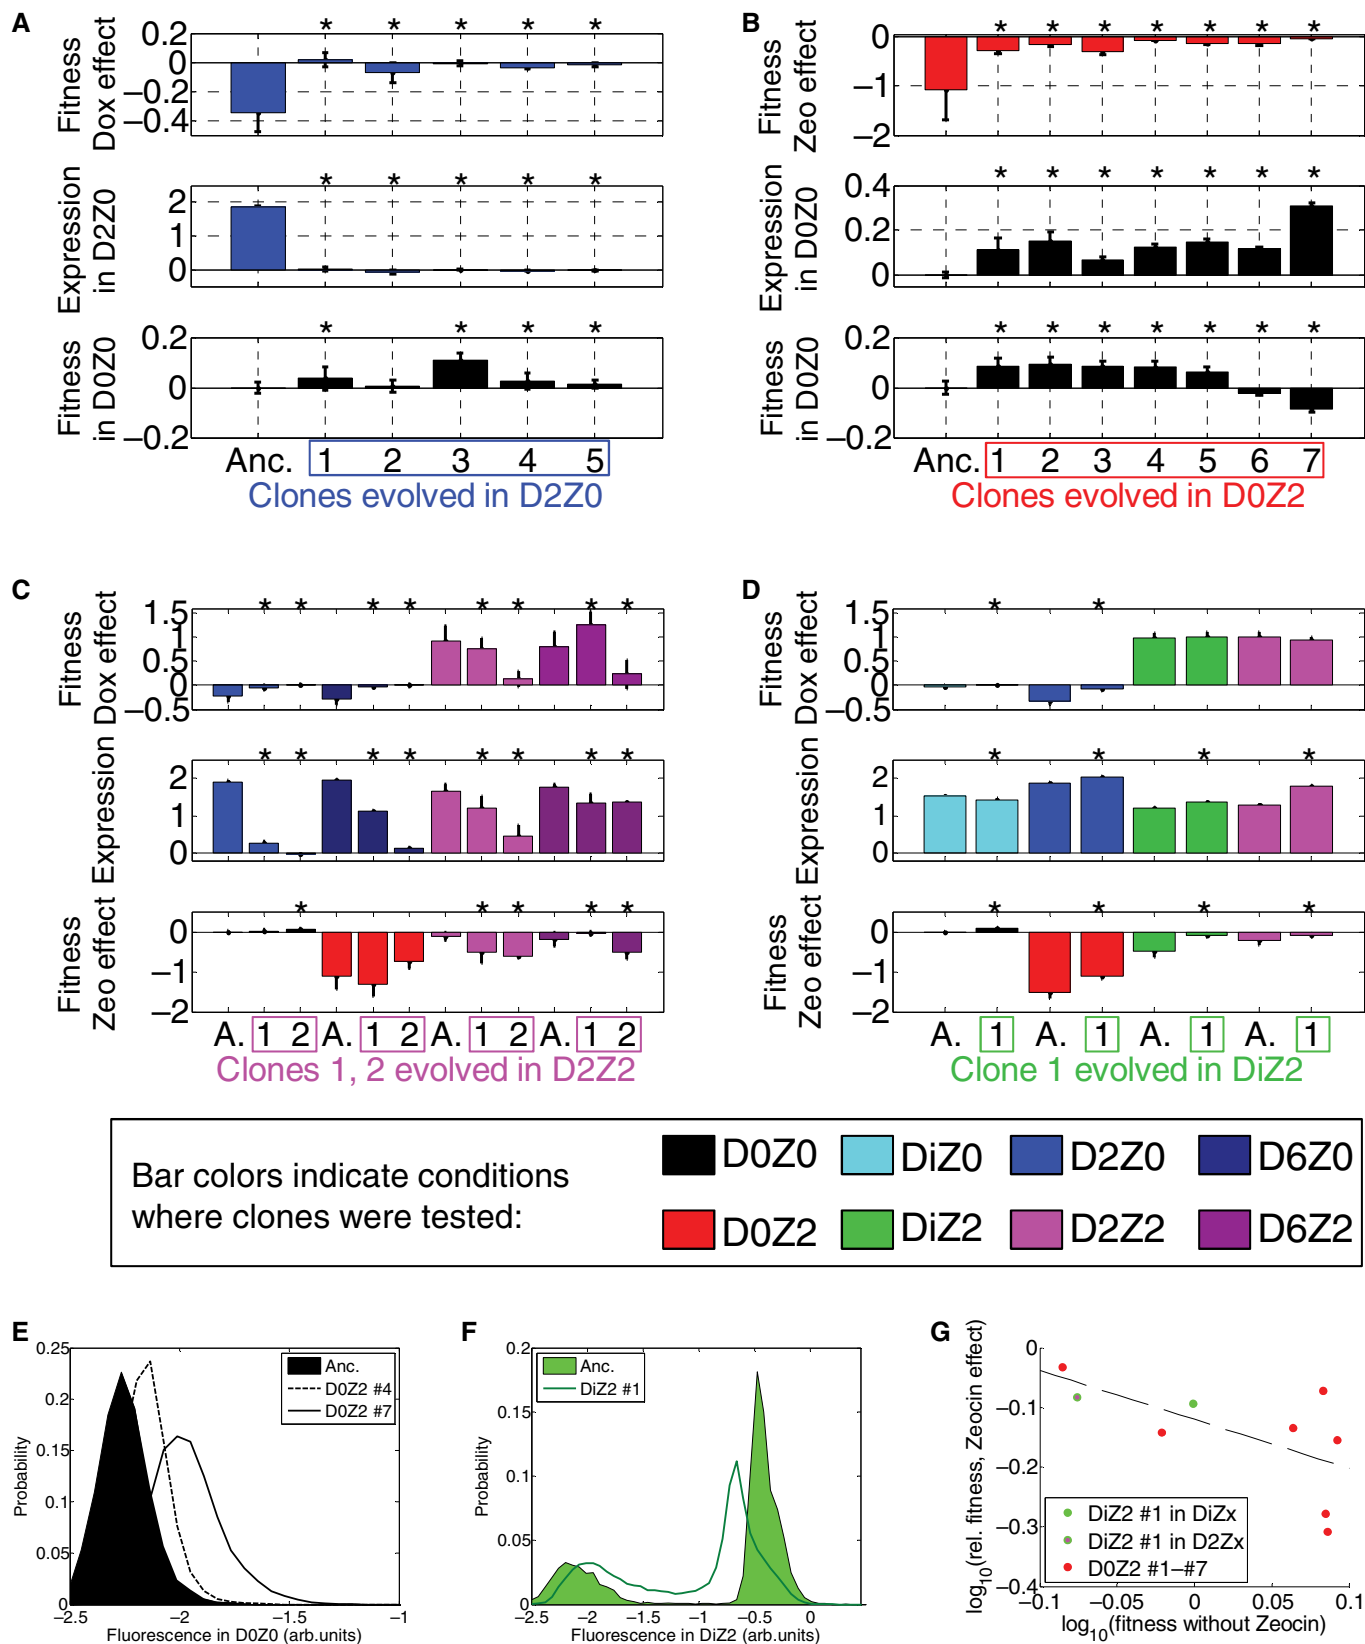 A
Fitness
Dox effect
0.2
0
−0.2
−0.4
* * * * *
Expression
in D2Z0
2
1
0
* * * * *
Fitness
in D0Z0
0.2
0
−0.2
* * * *
Anc. 1 2 3 4 5
Clones evolved in D2Z0
B
Fitness
Zeo effect
0
−1
−2
* * * * * * *
Expression
in D0Z0
0.4
0.2
0
* * * * * * *
Fitness
in D0Z0
0.2
0
−0.2
* * * * * * *
Anc. 1 2 3 4 5 6 7
Clones evolved in D0Z2
C
Fitness
Dox effect
1.5
1
0.5
0
−0.5
* * * * * * * *
Expression
2
1
0
* * * * * * * *
Fitness
Zeo effect
0
−1
−2
* * * * *
A. 1 2 A. 1 2 A. 1 2 A. 1 2
Clones 1, 2 evolved in D2Z2
D
Fitness
Dox effect
1.5
1
0.5
0
−0.5
* *
Expression
2
1
0
* * * *
Fitness
Zeo effect
0
−1
−2
* * * *
A. 1 A. 1 A. 1 A. 1
Clone 1 evolved in DiZ2
Bar colors indicate conditions
where clones were tested:
D0Z0 DiZ0 D2Z0 D6Z0
D0Z2 DiZ2 D2Z2 D6Z2
E
Probability
0.25
0.2
0.15
0.1
0.05
0
Anc.
D0Z2 #4
D0Z2 #7
−2.5 −2 −1.5 −1
Fluorescence in D0Z0 (arb.units)
F
Probability
0.2
0.15
0.1
0.05
0
Anc.
DiZ2 #1
−2.5 −2 −1.5 −1 −0.5 0
Fluorescence in DiZ2 (arb.units)
G
log10(rel. fitness, Zeocin effect)
0
−0.1
−0.2
−0.3
−0.4
DiZ2 #1 in DiZx
DiZ2 #1 in D2Zx
D0Z2 #1–#7
−0.1 −0.05 0 0.05 0.1
log10(fitness without Zeocin)